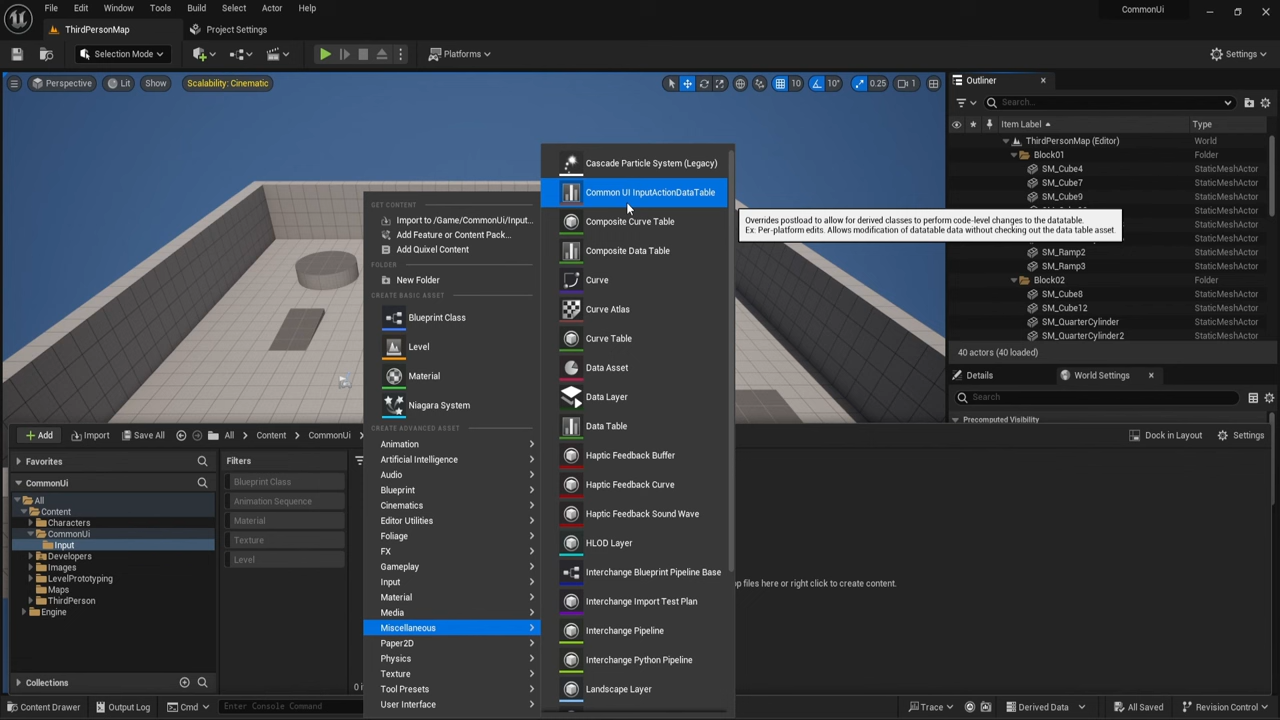 File Edit Window Tools Build Select Actor Help
CommonUi
ThirdPersonMap
Project Settings
Selection Mode
Platforms
Settings
Perspective
Lit
Show
Scalability: Cinematic
10
10°
0.25
1
Outliner
Search...
Item Label
Type
ThirdPersonMap (Editor) World
Block01 Folder
SM_Cube4 StaticMeshActor
SM_Cube7 StaticMeshActor
SM_Cube9 StaticMeshActor
SM_Ramp2 StaticMeshActor
SM_Ramp3 StaticMeshActor
Block02 Folder
SM_Cube8 StaticMeshActor
SM_Cube12 StaticMeshActor
SM_QuarterCylinder StaticMeshActor
SM_QuarterCylinder2 StaticMeshActor
40 actors (40 loaded)
Details
World Settings
Search
Precomputed Visibility
GET CONTENT
Import to /Game/CommonUi/Input...
Add Feature or Content Pack...
Add Quixel Content
FOLDER
New Folder
CREATE BASIC ASSET
Blueprint Class
Level
Material
Niagara System
CREATE ADVANCED ASSET
Animation
Artificial Intelligence
Audio
Blueprint
Cinematics
Editor Utilities
Foliage
FX
Gameplay
Input
Material
Media
Miscellaneous
Paper2D
Physics
Texture
Tool Presets
User Interface
Cascade Particle System (Legacy)
Common UI InputActionDataTable
Composite Curve Table
Composite Data Table
Curve
Curve Atlas
Curve Table
Data Asset
Data Layer
Data Table
Haptic Feedback Buffer
Haptic Feedback Curve
Haptic Feedback Sound Wave
HLOD Layer
Interchange Blueprint Pipeline Base
Interchange Import Test Plan
Interchange Pipeline
Interchange Python Pipeline
Landscape Layer
Overrides postload to allow for derived classes to perform code-level changes to the datatable.
Ex: Per-platform edits. Allows modification of datatable data without checking out the data table asset.
Add
Import
Save All
All
Content
CommonUi
Dock in Layout
Settings
Favorites
CommonUi
All
Content
Characters
CommonUi
Input
Developers
Images
LevelPrototyping
Maps
ThirdPerson
Engine
Collections
Filters
Blueprint Class
Animation Sequence
Material
Texture
Level
op files or right click to create content.
Content Drawer
Output Log
Cmd
Enter Console Command
Trace
Derived Data
All Saved
Revision Control